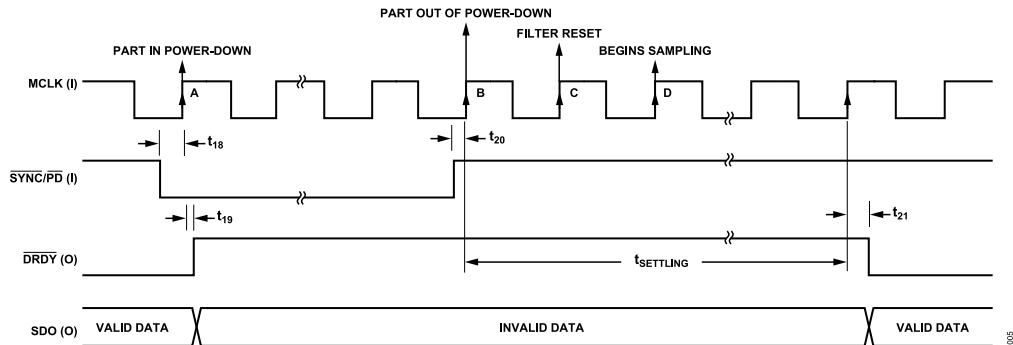 PART OUT OF POWER-DOWN
FILTER RESET
PART IN POWER-DOWN
BEGINS SAMPLING
MCLK (I)
A
B
C
D
t18
t20
SYNC/PD (I)
t19
t21
DRDY (O)
tSETTLING
SDO (O)
VALID DATA
INVALID DATA
VALID DATA
005